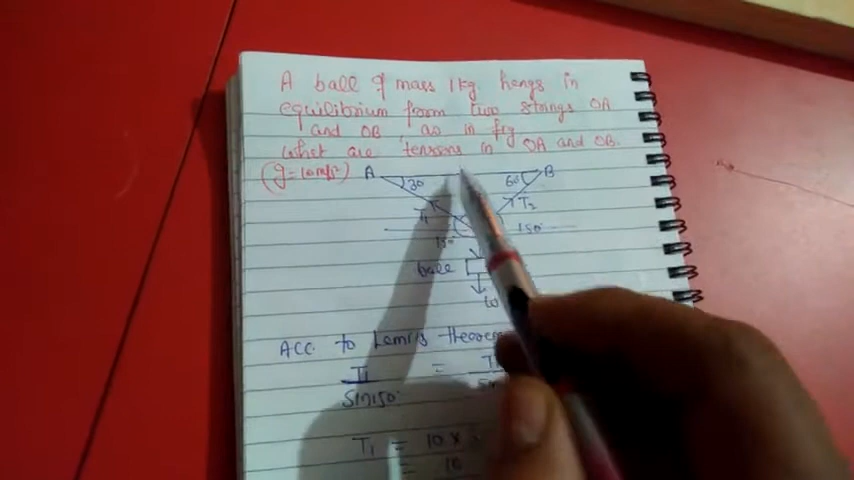 A ball of mass 1kg hangs in
equilibrium from two strings OA
and OB, as in fig
what are tensions in OA and OB.
(g=10m/s²) A 30 60 B
T1 T2
150
ball
w
Acc. to Lami's theorem
T1 =
Sin150
T1 = 10 ×
= 10